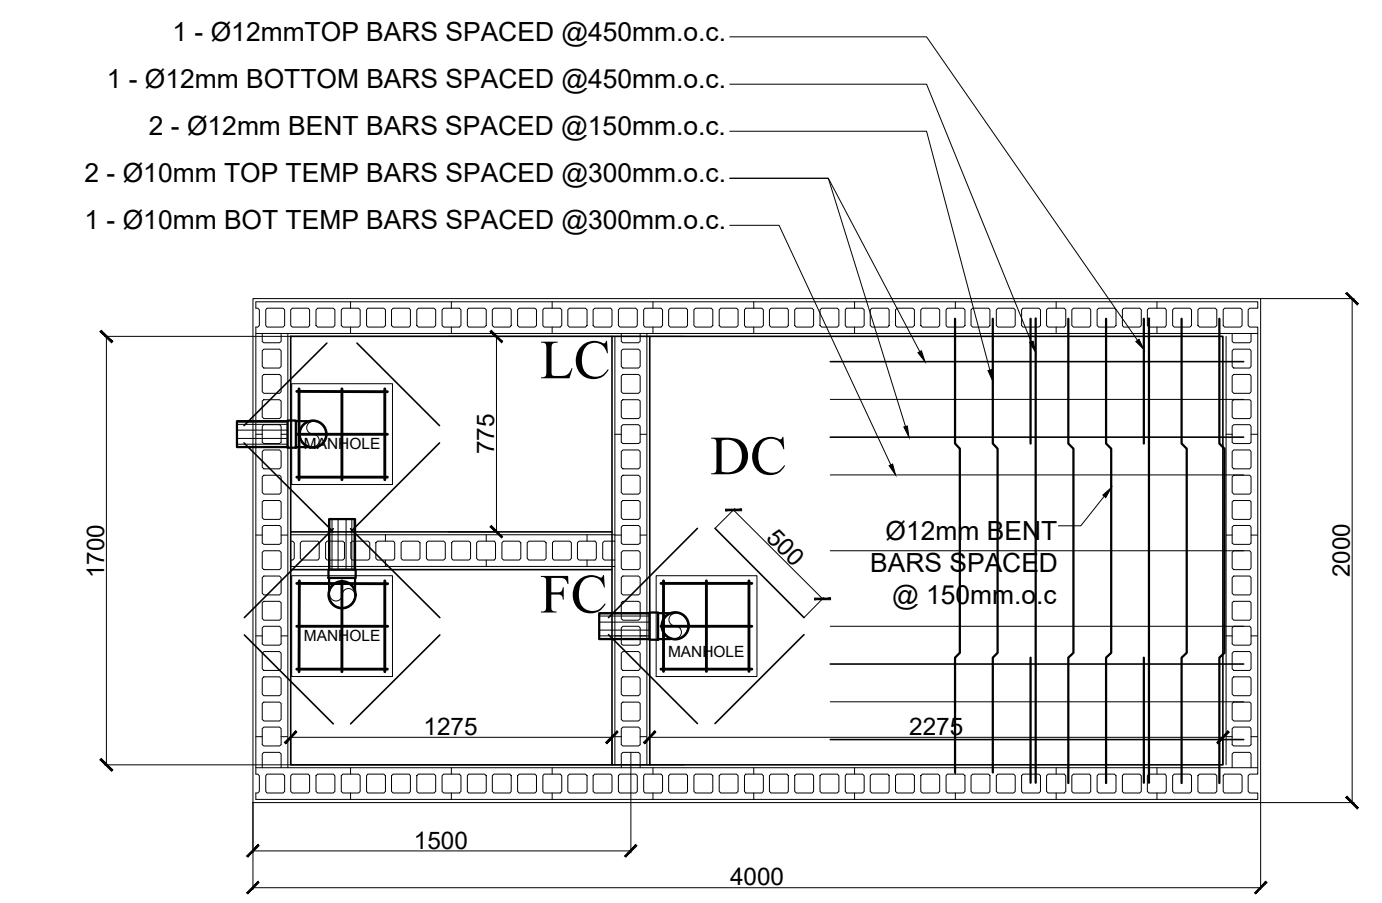 1 - Ø12mmTOP BARS SPACED @450mm.o.c.
1 - Ø12mm BOTTOM BARS SPACED @450mm.o.c.
2 - Ø12mm BENT BARS SPACED @150mm.o.c.
2 - Ø10mm TOP TEMP BARS SPACED @300mm.o.c.
1 - Ø10mm BOT TEMP BARS SPACED @300mm.o.c.
LC
MANHOLE
775
DC
1700
500
Ø12mm BENT
BARS SPACED
@ 150mm.o.c
2000
FC
MANHOLE
MANHOLE
1275
2275
1500
4000